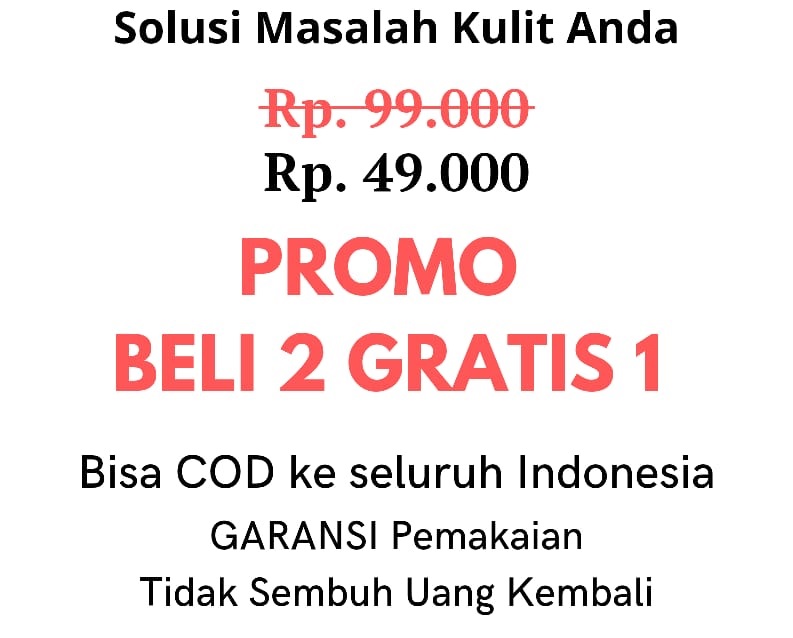 Solusi Masalah Kulit Anda
Rp. 99.000
Rp. 49.000
PROMO
BELI 2 GRATIS 1
Bisa COD ke seluruh Indonesia
GARANSI Pemakaian
Tidak Sembuh Uang Kembali